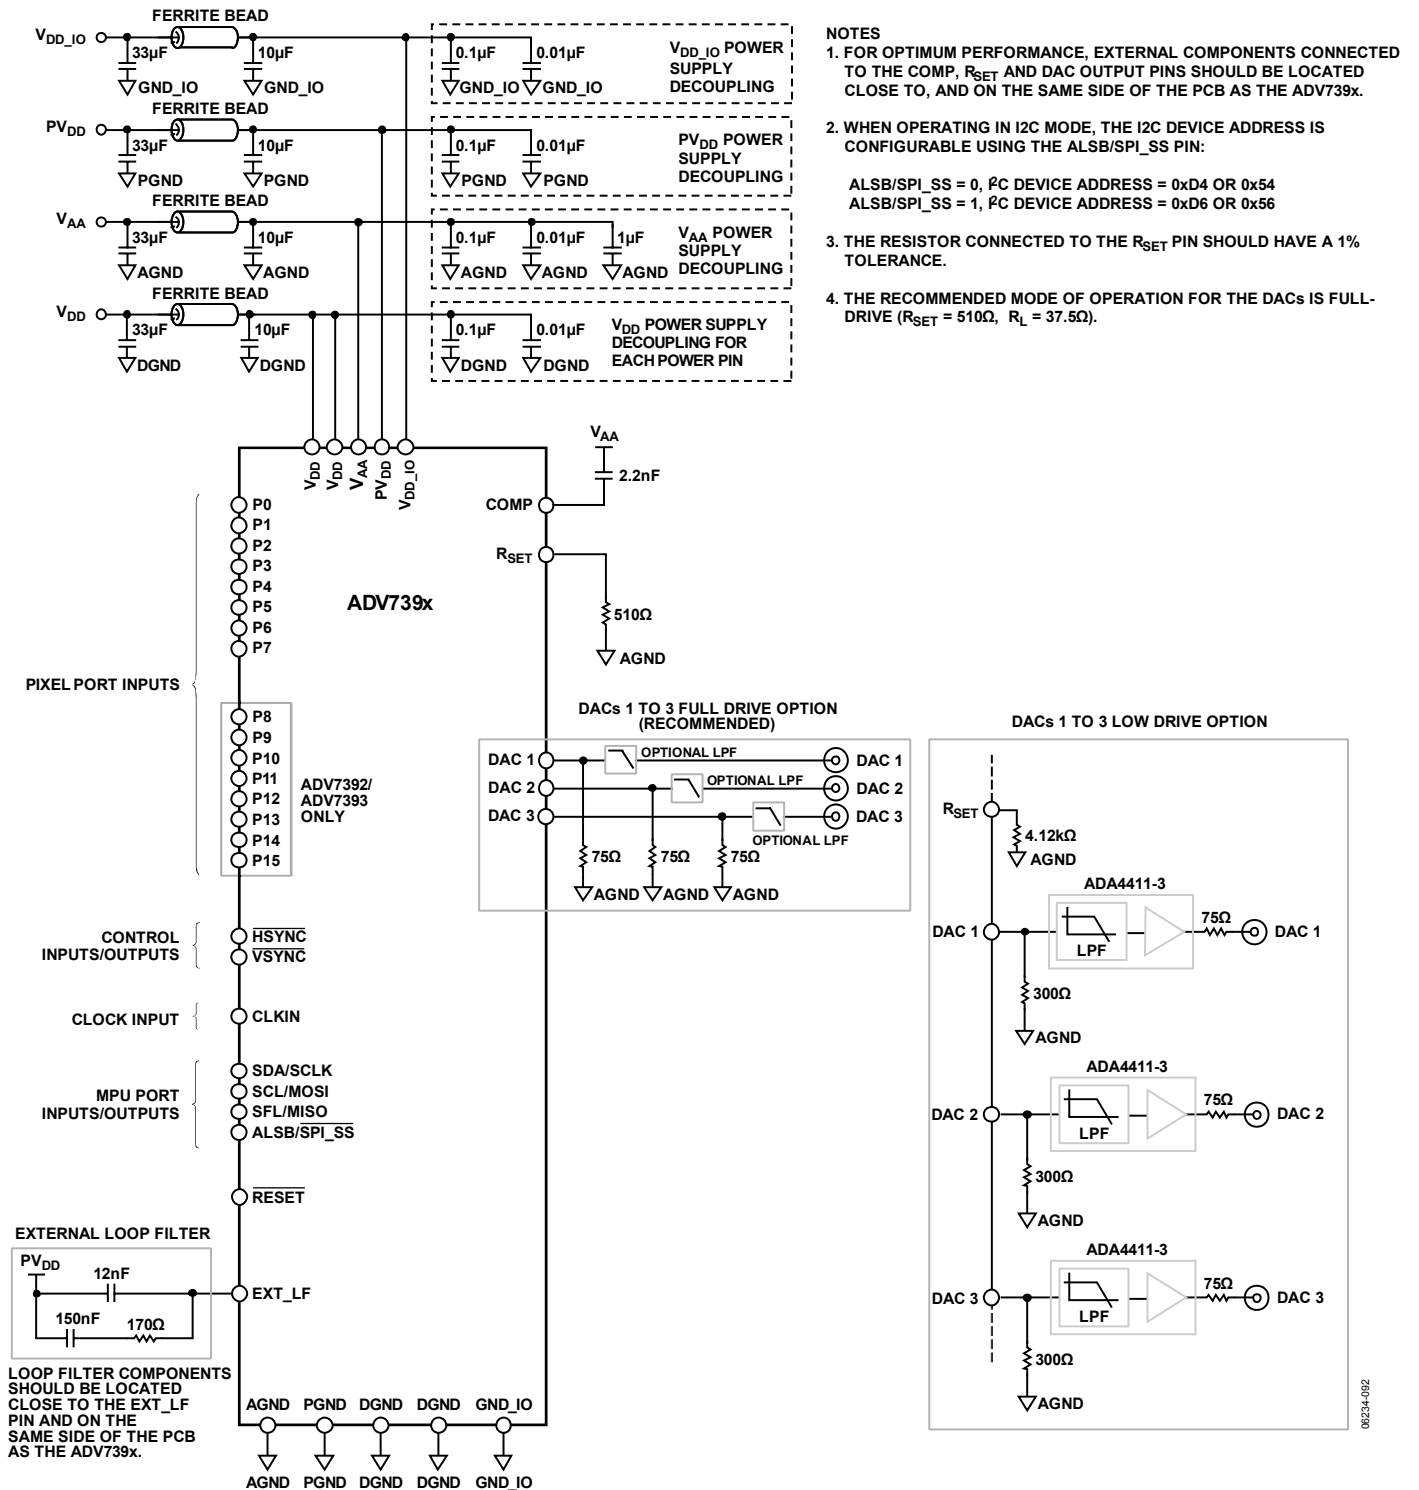 FERRITE BEAD
VDD_IO
33µF
10µF
0.1µF
0.01µF
GND_IO
GND_IO
GND_IO
GND_IO
VDD_IO POWER
SUPPLY
DECOUPLING
FERRITE BEAD
PVDD
33µF
10µF
0.1µF
0.01µF
PGND
PGND
PGND
PGND
PVDD POWER
SUPPLY
DECOUPLING
FERRITE BEAD
VAA
33µF
10µF
0.1µF
0.01µF
1µF
AGND
AGND
AGND
AGND
AGND
VAA POWER
SUPPLY
DECOUPLING
FERRITE BEAD
VDD
33µF
10µF
0.1µF
0.01µF
DGND
DGND
DGND
DGND
VDD POWER SUPPLY
DECOUPLING FOR
EACH POWER PIN
NOTES
1. FOR OPTIMUM PERFORMANCE, EXTERNAL COMPONENTS CONNECTED
TO THE COMP, RSET AND DAC OUTPUT PINS SHOULD BE LOCATED
CLOSE TO, AND ON THE SAME SIDE OF THE PCB AS THE ADV739x.
2. WHEN OPERATING IN I2C MODE, THE I2C DEVICE ADDRESS IS
CONFIGURABLE USING THE ALSB/SPI_SS PIN:
ALSB/SPI_SS = 0, I²C DEVICE ADDRESS = 0xD4 OR 0x54
ALSB/SPI_SS = 1, I²C DEVICE ADDRESS = 0xD6 OR 0x56
3. THE RESISTOR CONNECTED TO THE RSET PIN SHOULD HAVE A 1%
TOLERANCE.
4. THE RECOMMENDED MODE OF OPERATION FOR THE DACs IS FULL-
DRIVE (RSET = 510Ω, RL = 37.5Ω).
VDD
VDD
VAA
PVDD
VDD_IO
VAA
2.2nF
COMP
RSET
510Ω
AGND
ADV739x
PIXEL PORT INPUTS
P0
P1
P2
P3
P4
P5
P6
P7
P8
P9
P10
P11
P12
P13
P14
P15
ADV7392/
ADV7393
ONLY
CONTROL
INPUTS/OUTPUTS
HSYNC
VSYNC
CLOCK INPUT
CLKIN
MPU PORT
INPUTS/OUTPUTS
SDA/SCLK
SCL/MOSI
SFL/MISO
ALSB/SPI_SS
RESET
EXTERNAL LOOP FILTER
PVDD
12nF
150nF
170Ω
EXT_LF
LOOP FILTER COMPONENTS
SHOULD BE LOCATED
CLOSE TO THE EXT_LF
PIN AND ON THE
SAME SIDE OF THE PCB
AS THE ADV739x.
AGND PGND DGND DGND GND_IO
AGND PGND DGND DGND GND_IO
DACs 1 TO 3 FULL DRIVE OPTION
(RECOMMENDED)
DAC 1
OPTIONAL LPF
DAC 1
DAC 2
OPTIONAL LPF
DAC 2
DAC 3
OPTIONAL LPF
DAC 3
75Ω
75Ω
75Ω
AGND
AGND
AGND
DACs 1 TO 3 LOW DRIVE OPTION
RSET
4.12kΩ
AGND
ADA4411-3
DAC 1
LPF
75Ω
DAC 1
300Ω
AGND
ADA4411-3
DAC 2
LPF
75Ω
DAC 2
300Ω
AGND
ADA4411-3
DAC 3
LPF
75Ω
DAC 3
300Ω
AGND
06234-092